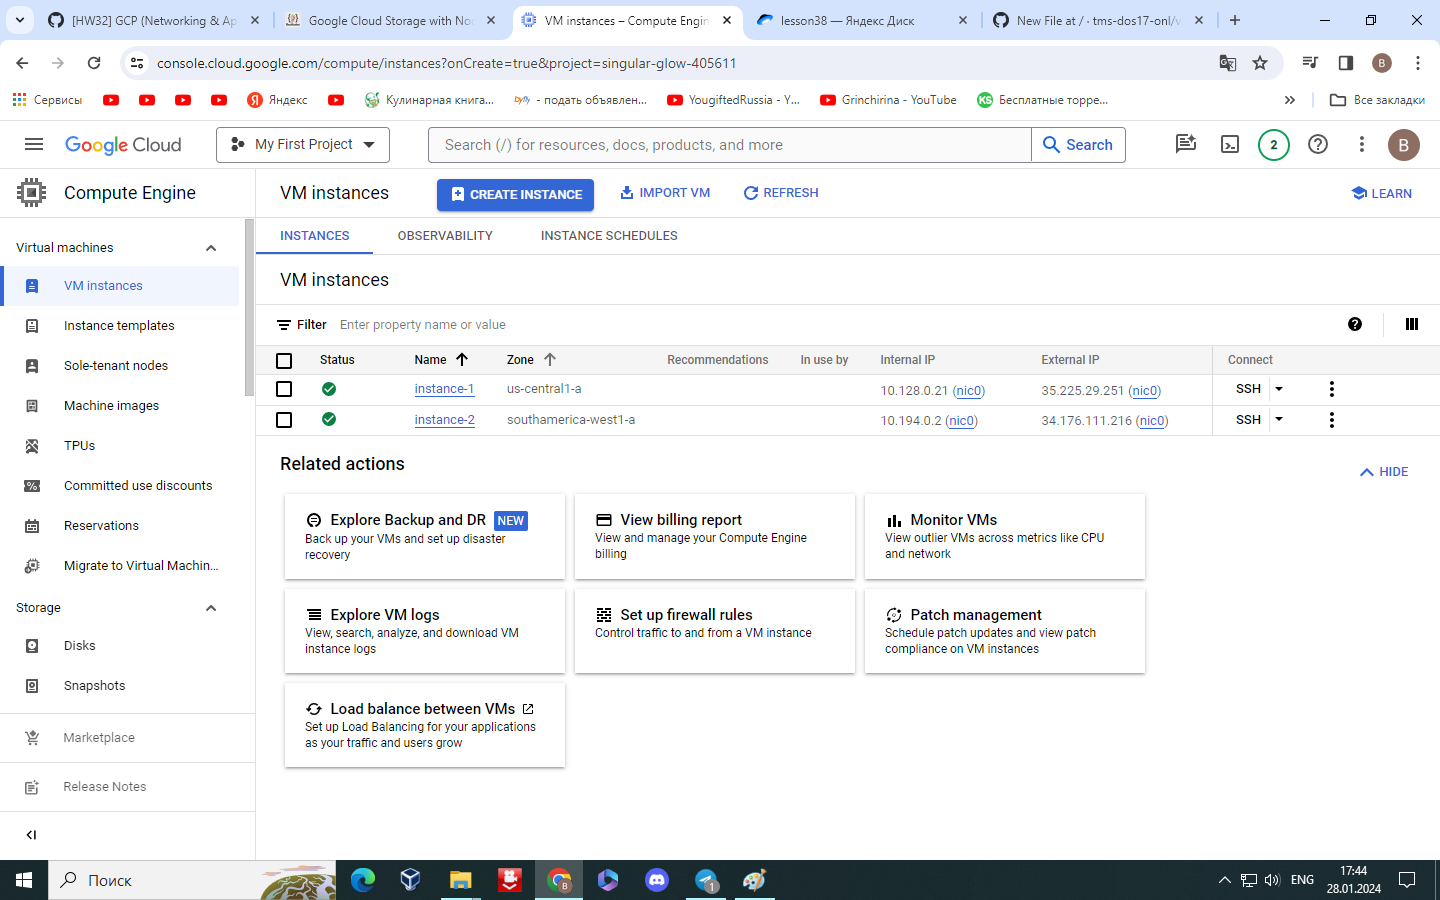 [HW32] GCP (Networking & Ap
Google Cloud Storage with No
VM instances – Compute Engin
lesson38 — Яндекс Диск
New File at / · tms-dos17-onl/v
console.cloud.google.com/compute/instances?onCreate=true&project=singular-glow-405611
B
Сервисы
Яндекс
Кулинарная книга...
- подать объявлен...
YougiftedRussia - Y...
Grinchirina - YouTube
KS
Бесплатные торре...
Все закладки
Google Cloud
My First Project
Search (/) for resources, docs, products, and more
Search
2
B
Compute Engine
VM instances
CREATE INSTANCE
IMPORT VM
REFRESH
LEARN
Virtual machines
VM instances
Instance templates
Sole-tenant nodes
Machine images
TPUs
Committed use discounts
Reservations
Migrate to Virtual Machin...
Storage
Disks
Snapshots
Marketplace
Release Notes
INSTANCES
OBSERVABILITY
INSTANCE SCHEDULES
VM instances
Filter
Enter property name or value
Status
Name
Zone
Recommendations
In use by
Internal IP
External IP
Connect
instance-1
us-central1-a
10.128.0.21 (nic0)
35.225.29.251 (nic0)
SSH
instance-2
southamerica-west1-a
10.194.0.2 (nic0)
34.176.111.216 (nic0)
SSH
Related actions
HIDE
Explore Backup and DR NEW
Back up your VMs and set up disaster
recovery
View billing report
View and manage your Compute Engine
billing
Monitor VMs
View outlier VMs across metrics like CPU
and network
Explore VM logs
View, search, analyze, and download VM
instance logs
Set up firewall rules
Control traffic to and from a VM instance
Patch management
Schedule patch updates and view patch
compliance on VM instances
Load balance between VMs
Set up Load Balancing for your applications
as your traffic and users grow
Поиск
B
1
ENG
17:44
28.01.2024